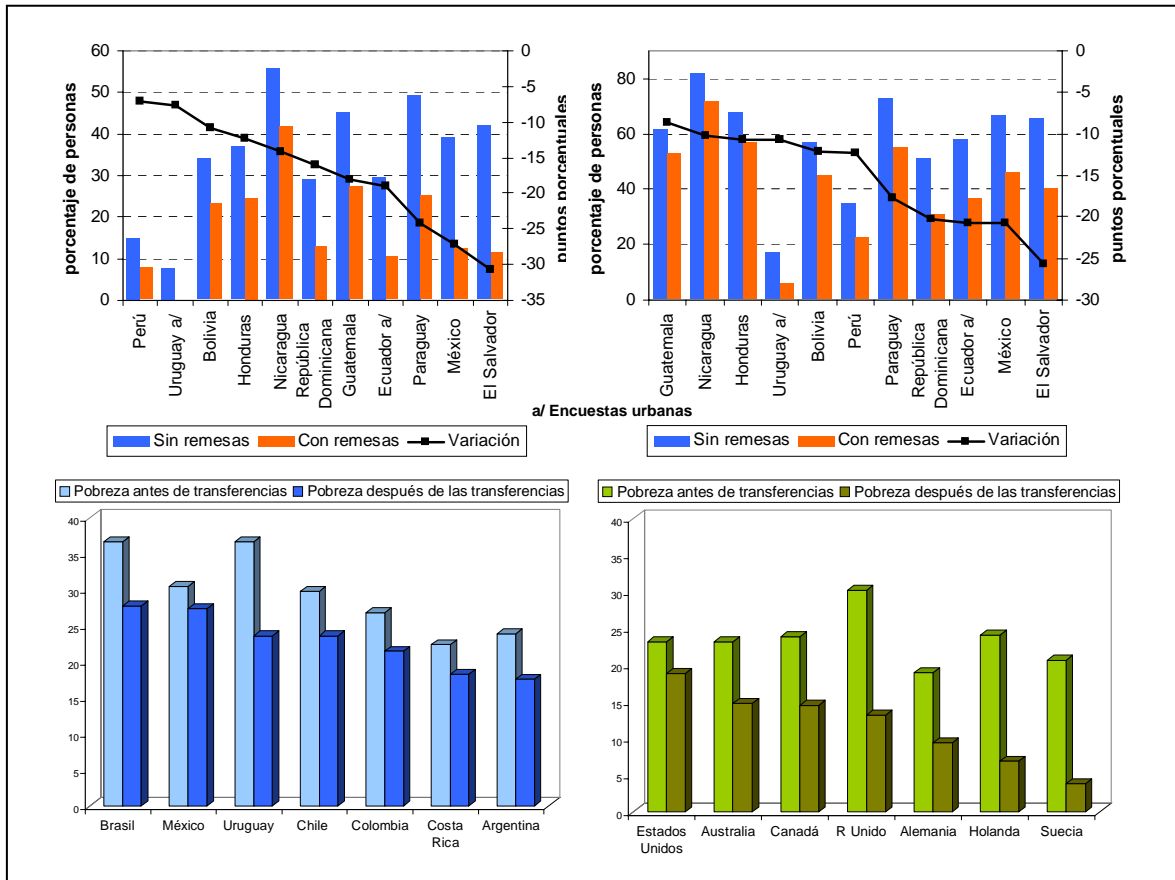 60
50
40
30
20
10
0
porcentaje de personas
0
-5
-10
-15
-20
-25
-30
-35
puntos porcentuales
Perú
Uruguay a/
Bolivia
Honduras
Nicaragua
República
Dominicana
Guatemala
Ecuador a/
Paraguay
México
El Salvador
80
60
40
20
0
porcentaje de personas
0
-5
-10
-15
-20
-25
-30
puntos porcentuales
Guatemala
Nicaragua
Honduras
Uruguay a/
Bolivia
Perú
Paraguay
República
Dominicana
Ecuador a/
México
El Salvador
a/ Encuestas urbanas
Sin remesas Con remesas Variación
Sin remesas Con remesas Variación
Pobreza antes de transferencias Pobreza después de las transferencias
40
35
30
25
20
15
10
5
0
Brasil México Uruguay Chile Colombia Costa Argentina
Rica
Pobreza antes de transferencias Pobreza después de las transferencias
40
35
30
25
20
15
10
5
0
Estados Australia Canadá R Unido Alemania Holanda Suecia
Unidos